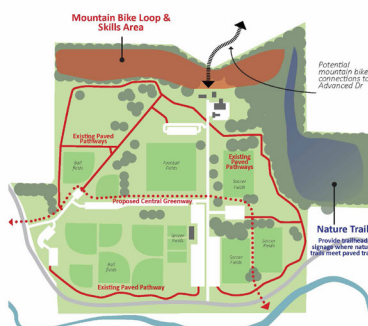 Mountain Bike Loop &
Skills Area
Potential
mountain bike
connections to
Advanced Dr
Existing Paved
Pathways
Ball
fields
Football
Fields
Existing
Paved
Pathways
Soccer
Fields
Proposed Central Greenway
Nature Trail
Provide trailhead
signage where natu
trails meet paved tra
Soccer
Fields
Soccer
Fields
Soccer
Fields
Ball
fields
Existing Paved Pathway